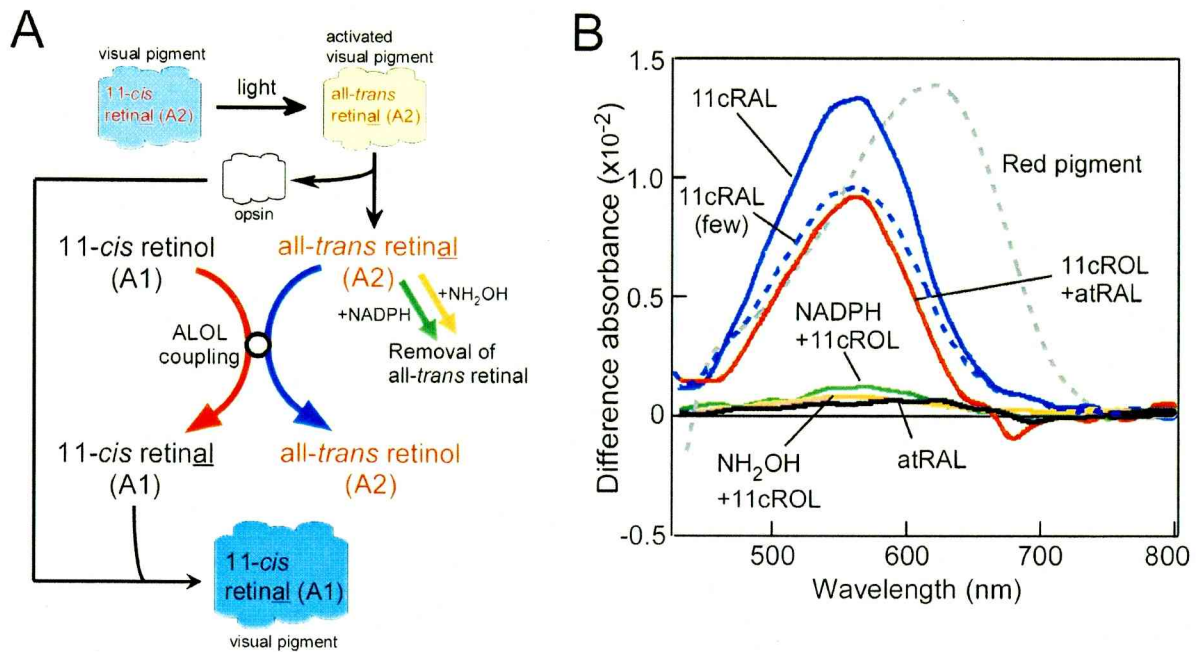 A
visual pigment
11-cis
retinal (A2)
light
activated
visual pigment
all-trans
retinal (A2)
opsin
11-cis retinol
(A1)
all-trans retinal
(A2)
+NH₂OH
+NADPH
ALOL
coupling
Removal of
all-trans retinal
11-cis retinal
(A1)
all-trans retinol
(A2)
11-cis
retinal (A1)
visual pigment
B
Difference absorbance (x10⁻²)
1.5
1.0
0.5
0
-0.5
11cRAL
11cRAL
(few)
Red pigment
11cROL
+atRAL
NADPH
+11cROL
NH₂OH
+11cROL
atRAL
500
600
700
800
Wavelength (nm)